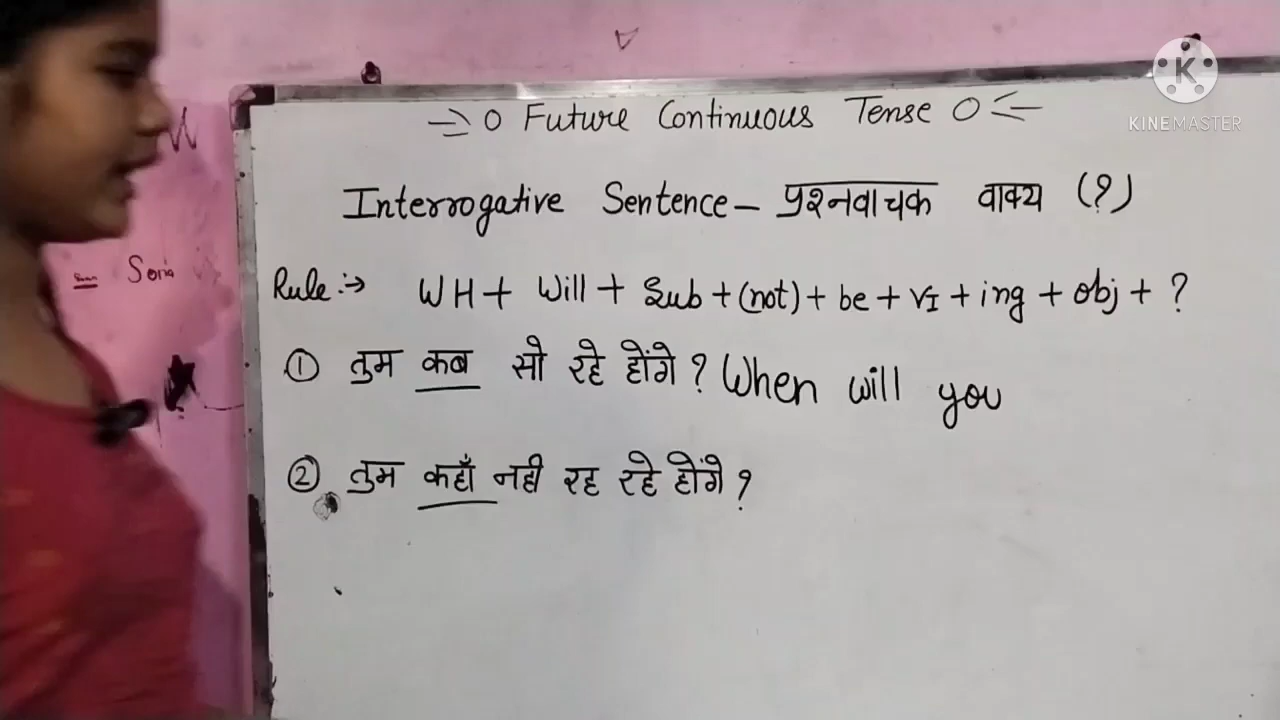 KINEMASTER
Future Continuous Tense
Interrogative Sentence – प्रश्नवाचक वाक्य (?)
Rule :→ WH + Will + Sub + (not) + be + VI + ing + obj + ?
① तुम कब सो रहे होंगे? When will you
② तुम कहाँ नही रह रहे होंगे?